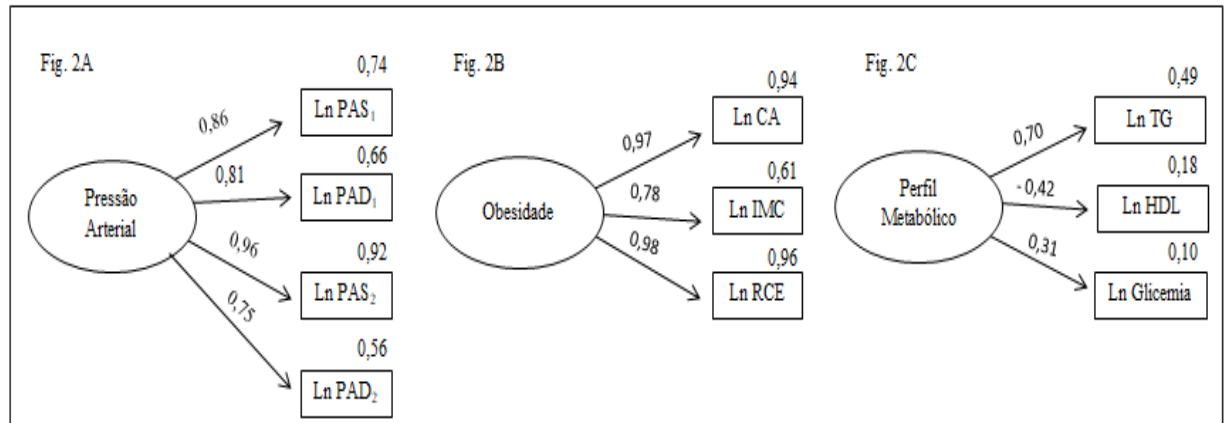 Fig. 2A
0,74
Ln PAS₁
0,86
0,66
0,81
Ln PAD₁
Pressão
Arterial
0,96
0,92
Ln PAS₂
0,75
0,56
Ln PAD₂
Fig. 2B
0,94
Ln CA
0,97
0,61
0,78
Ln IMC
Obesidade
0,98
0,96
Ln RCE
Fig. 2C
0,49
Ln TG
0,70
0,18
- 0,42
Ln HDL
Perfil
Metabólico
0,31
0,10
Ln Glicemia